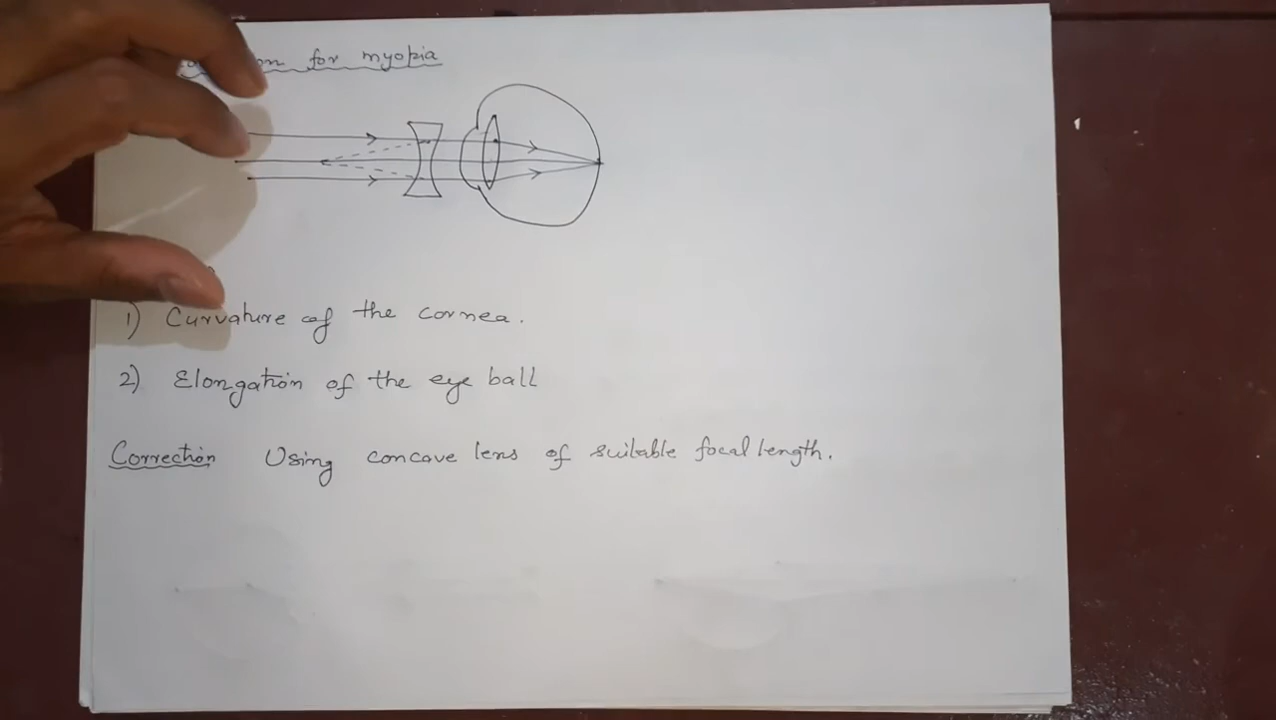 for myopia
1) Curvature of the cornea.
2) Elongation of the eye ball
Correction Using concave lens of suitable focal length.